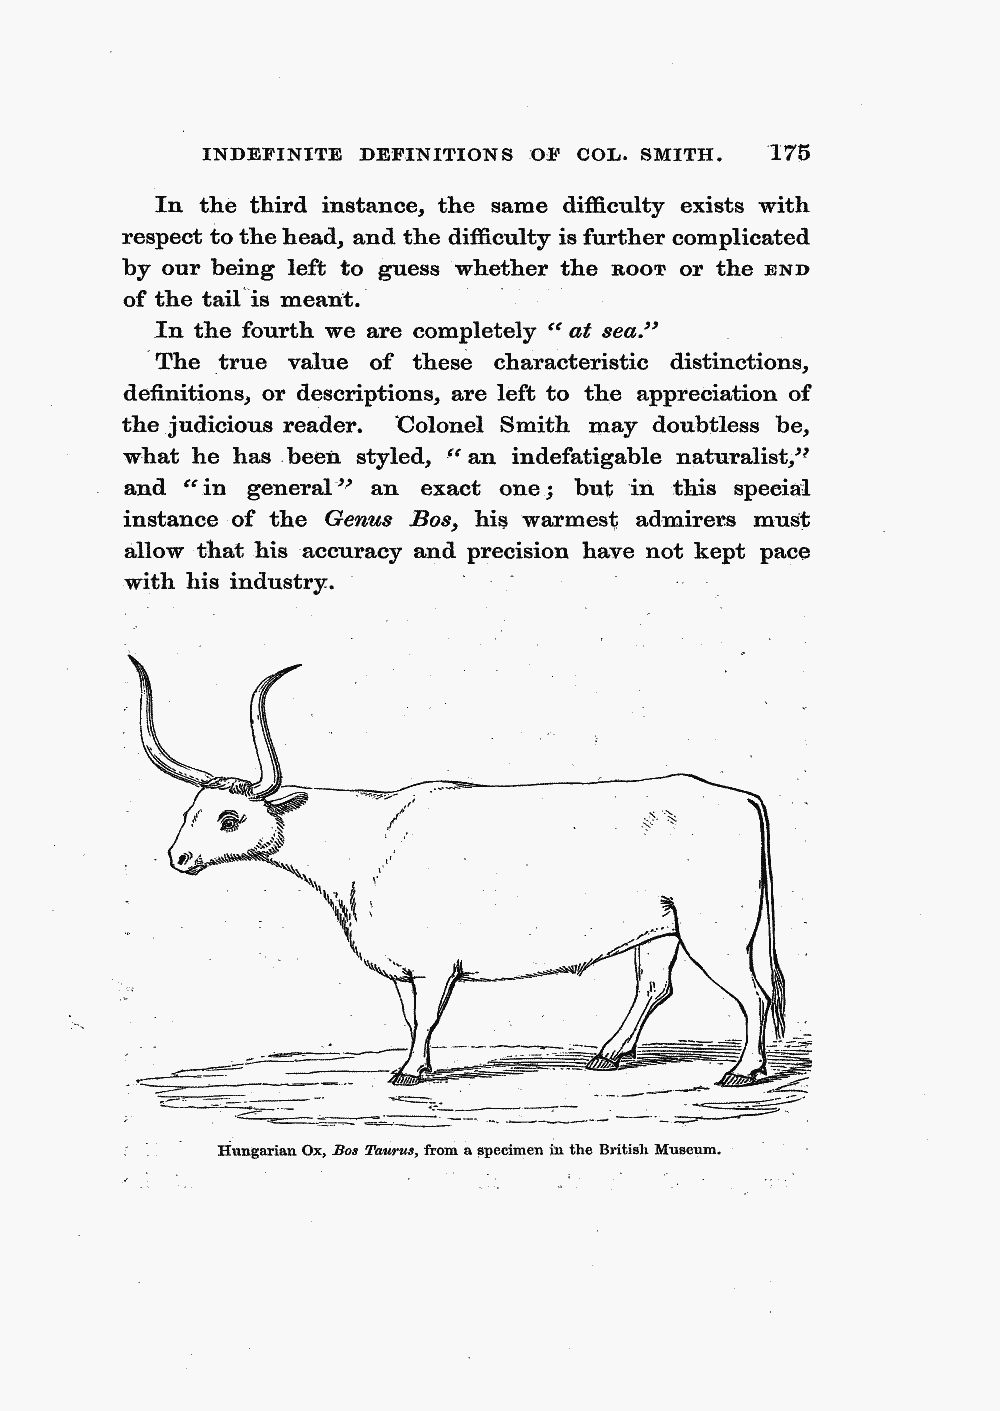 INDEFINITE DEFINITIONS OF COL. SMITH. 175
In the third instance, the same difficulty exists with
respect to the head, and the difficulty is further complicated
by our being left to guess whether the ROOT or the END
of the tail is meant.
In the fourth we are completely “ at sea.”
The true value of these characteristic distinctions,
definitions, or descriptions, are left to the appreciation of
the judicious reader. Colonel Smith may doubtless be,
what he has been styled, “ an indefatigable naturalist,”
and “ in general ” an exact one ; but in this special
instance of the Genus Bos, his warmest admirers must
allow that his accuracy and precision have not kept pace
with his industry.
Hungarian Ox, Bos Taurus, from a specimen in the British Museum.